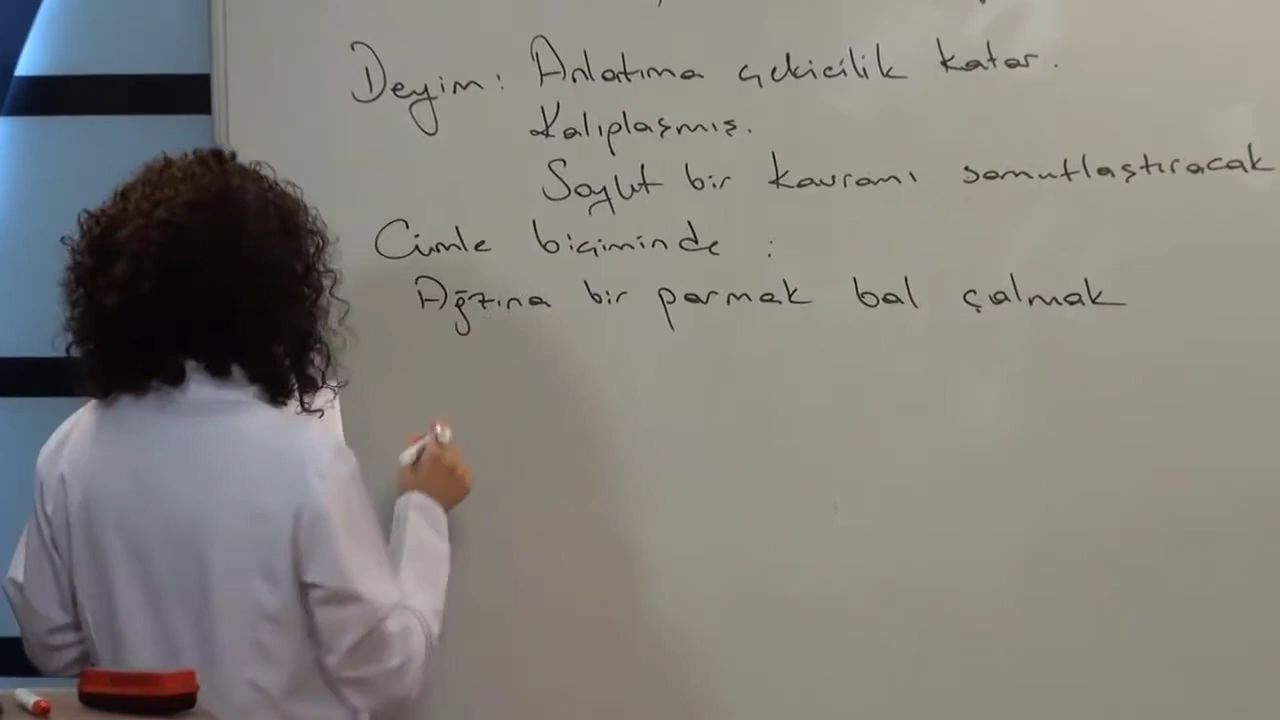 Deyim: Anlatıma çekicilik katar.
Kalıplaşmış.
Soyut bir kavramı somutlaştıracak
Cümle biçiminde :
Ağzına bir parmak bal çalmak